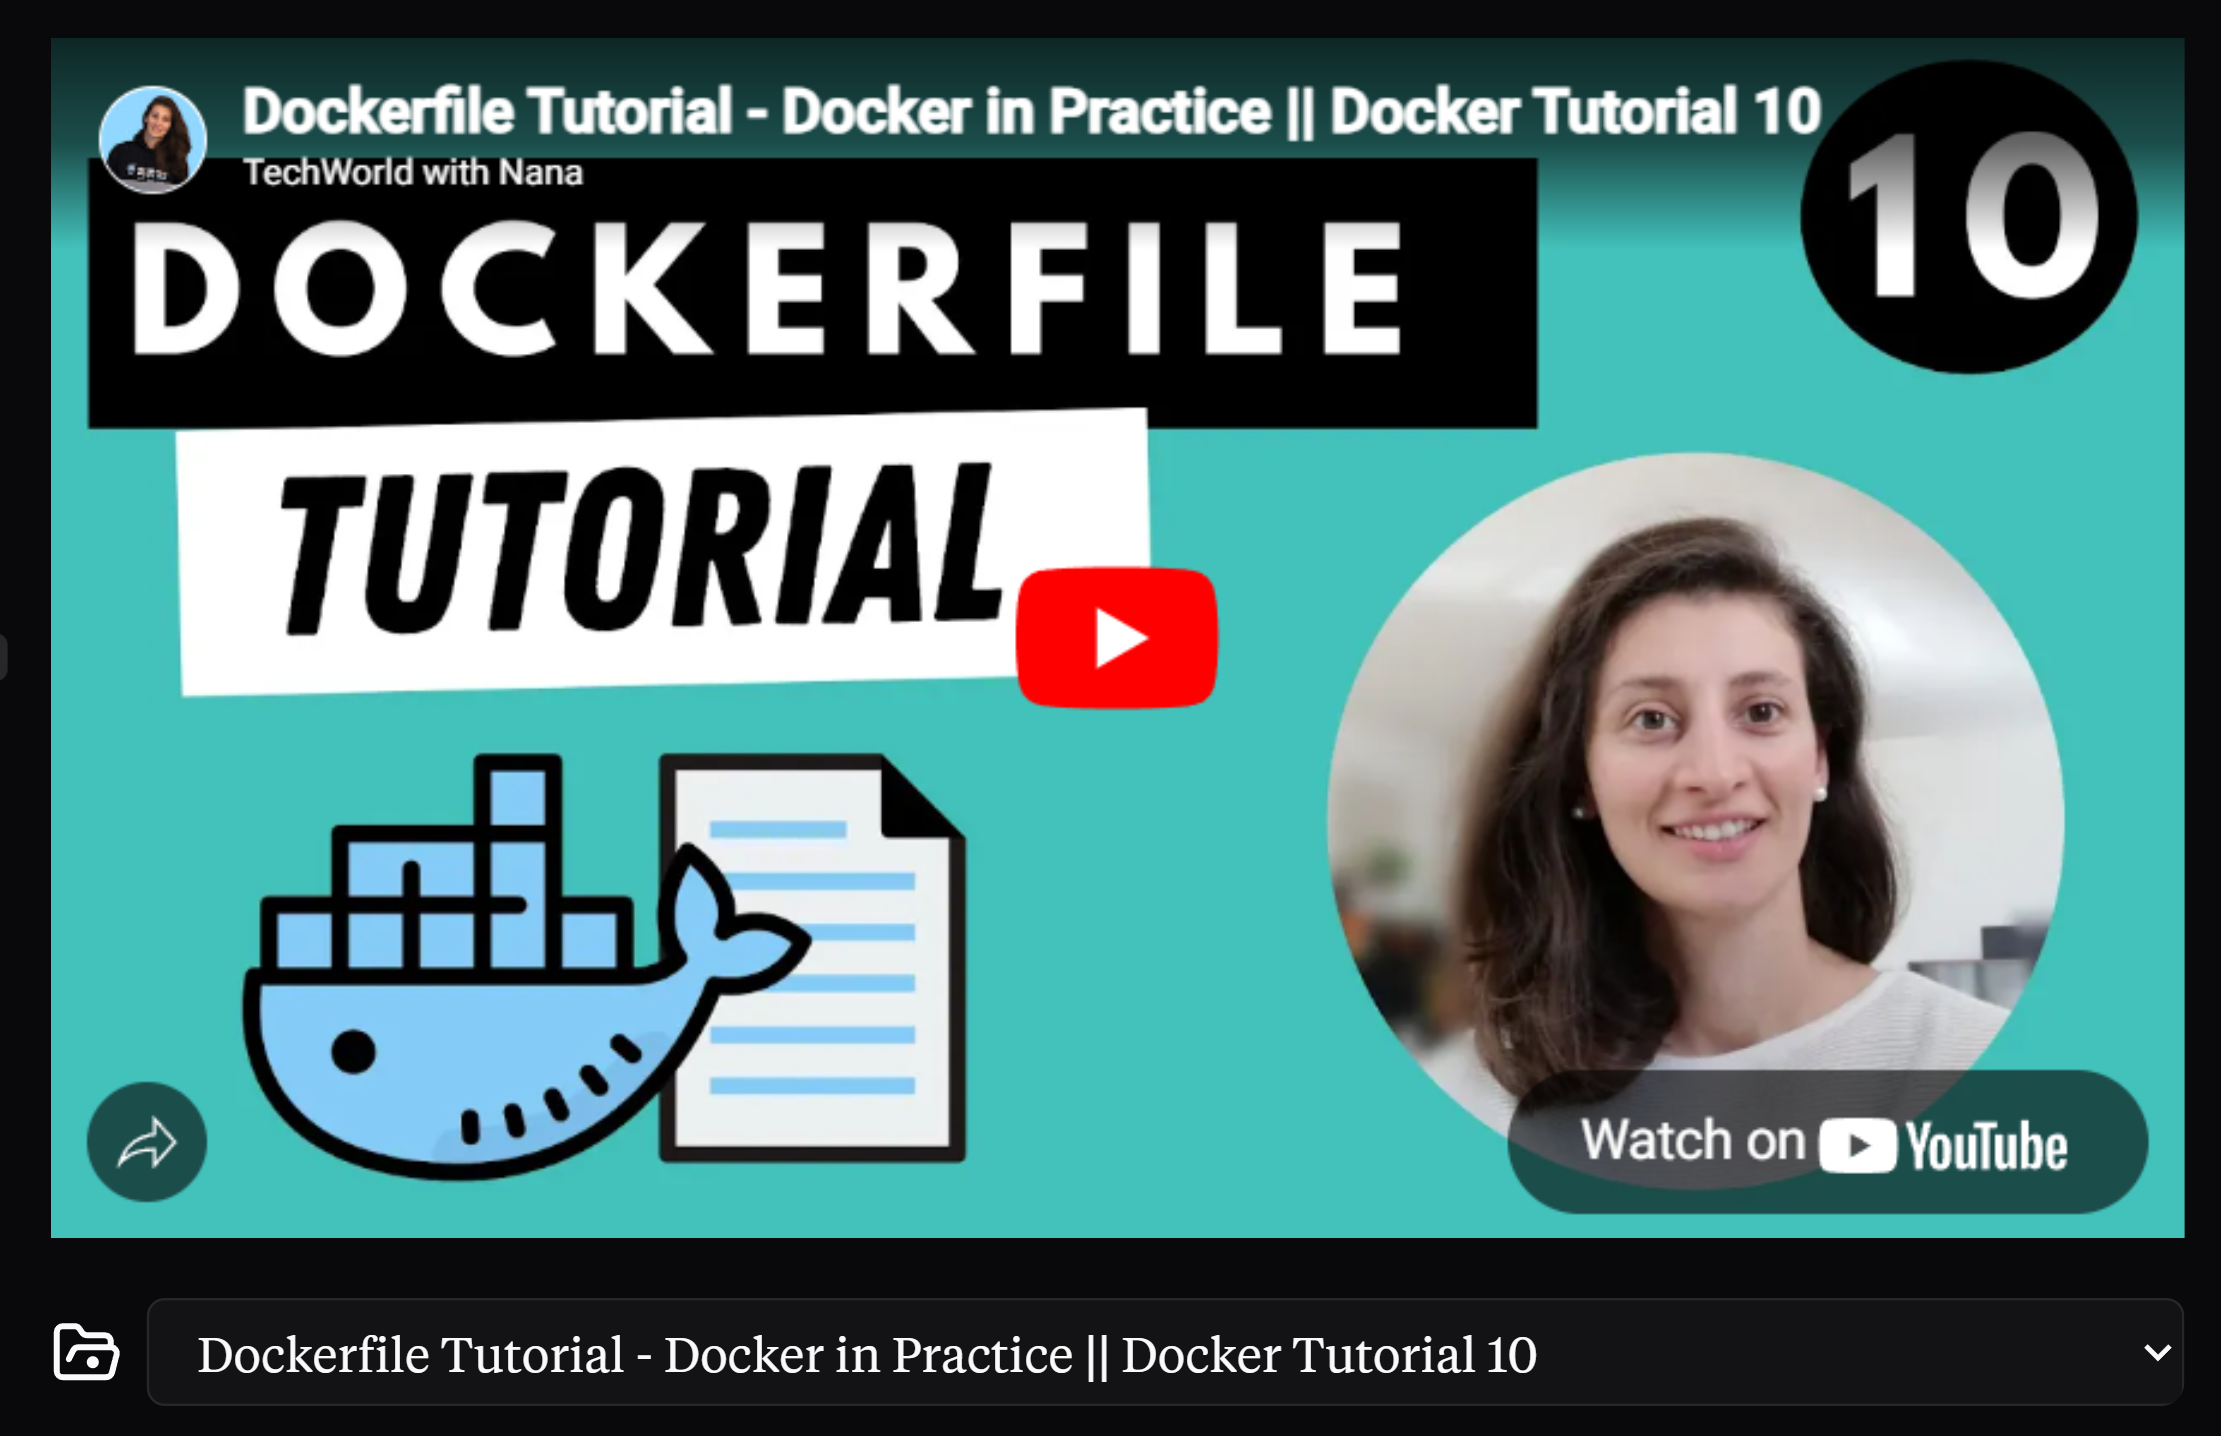 Dockerfile Tutorial - Docker in Practice || Docker Tutorial 10
TechWorld with Nana
10
DOCKERFILE
TUTORIAL
Watch on YouTube
Dockerfile Tutorial - Docker in Practice || Docker Tutorial 10